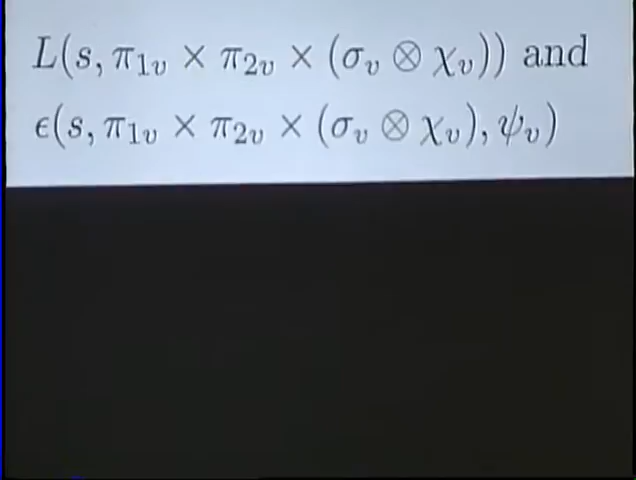 L(s, π₁ᵥ × π₂ᵥ × (σᵥ ⊗ χᵥ)) and
ϵ(s, π₁ᵥ × π₂ᵥ × (σᵥ ⊗ χᵥ), ψᵥ)